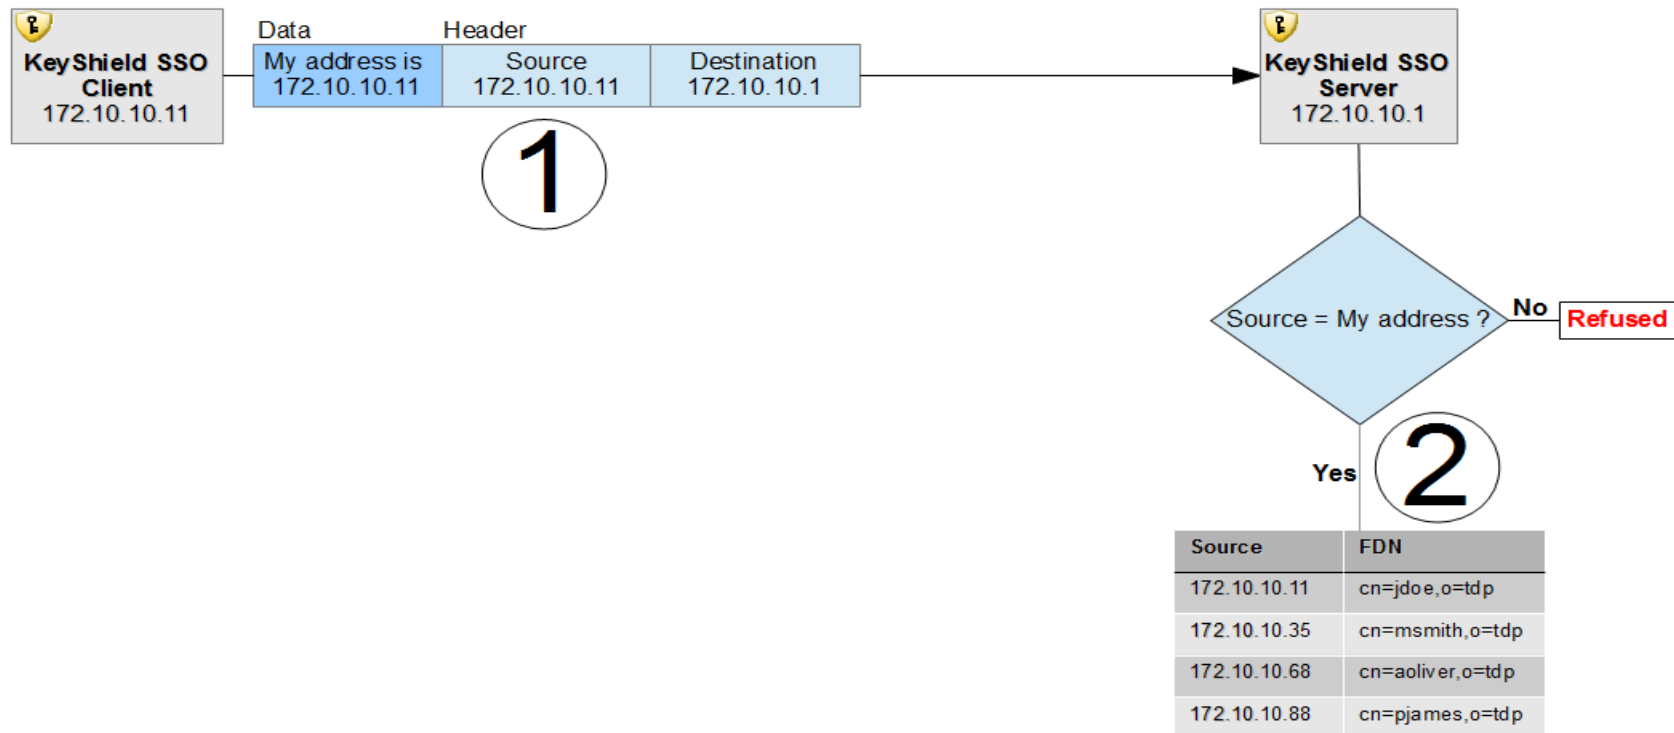 KeyShield SSO
Client
172.10.10.11
Data
Header
My address is
172.10.10.11
Source
172.10.10.11
Destination
172.10.10.1
KeyShield SSO
Server
172.10.10.1
1
Source = My address ?
No
Refused
2
Yes
Source FDN
172.10.10.11 cn=jdoe,o=tdp
172.10.10.35 cn=msmith,o=tdp
172.10.10.68 cn=aoliver,o=tdp
172.10.10.88 cn=pjames,o=tdp